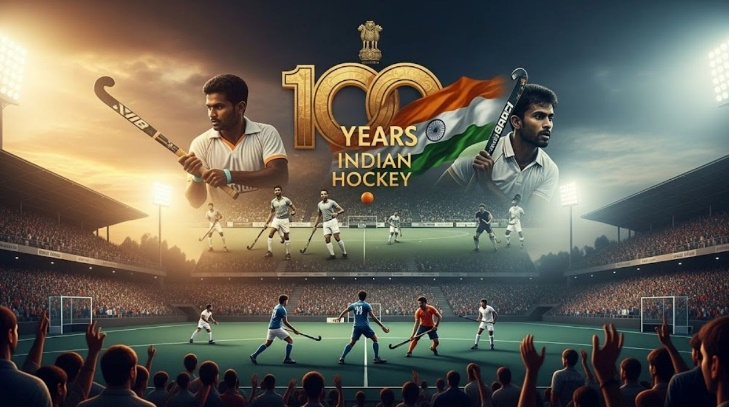 100
YEARS
INDIAN
HOCKEY